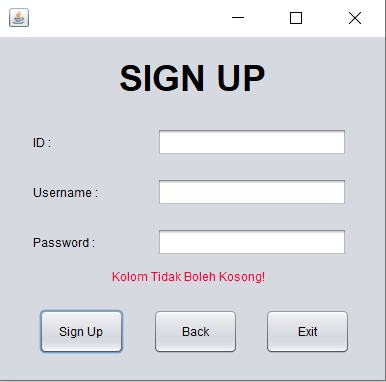 SIGN UP
ID :
Username :
Password :
Kolom Tidak Boleh Kosong!
Sign Up Back Exit